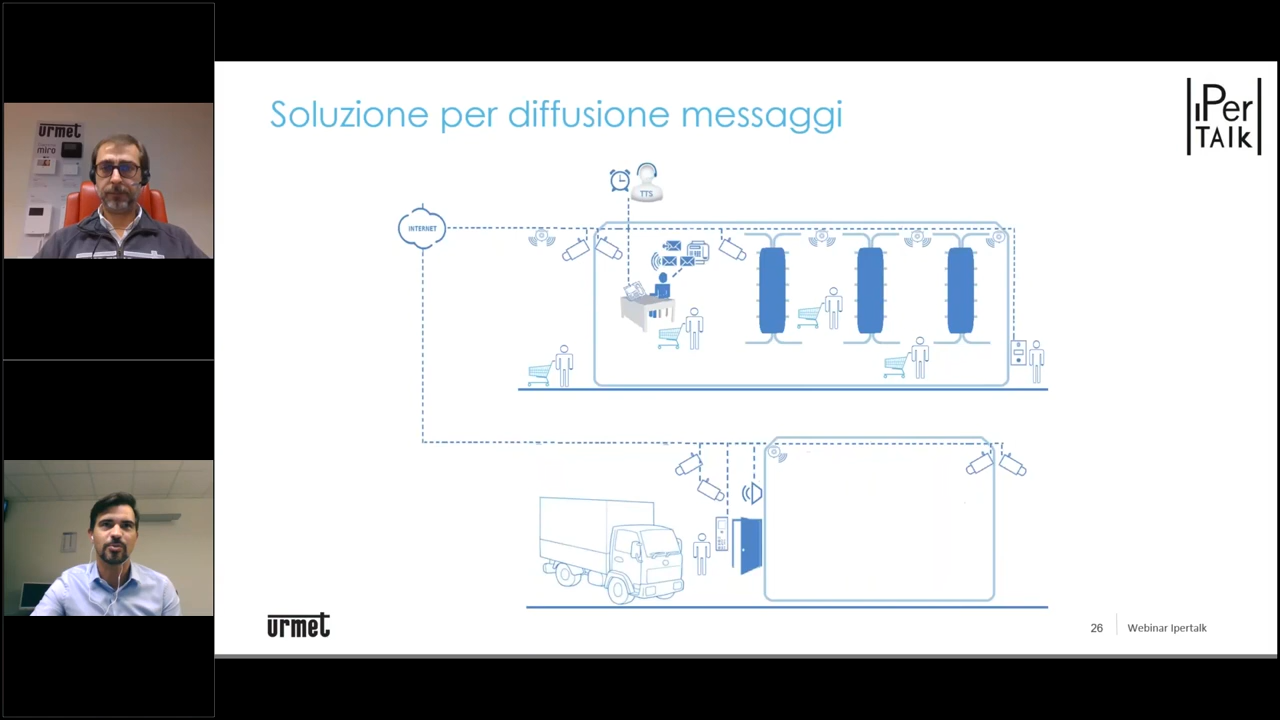 urmet
miro
Soluzione per diffusione messaggi
iPer
TALK
TTS
INTERNET
urmet
26
Webinar Ipertalk